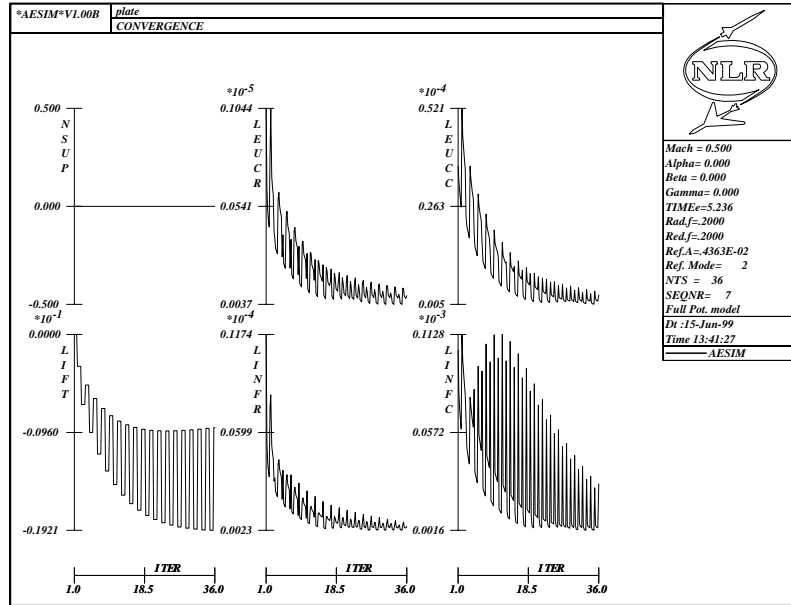 *AESIM*V1.00B
plate
CONVERGENCE
NLR
Mach = 0.500
Alpha= 0.000
Beta = 0.000
Gamma= 0.000
TIMEe=5.236
Rad.f=.2000
Red.f=.2000
Ref.A=.4363E-02
Ref. Mode= 2
NTS = 36
SEQNR= 7
Full Pot. model
Dt :15-Jun-99
Time 13:41:27
AESIM
0.500
NSUP
0.000
-0.500
*10-5
0.1044
LEUCR
0.0541
0.0037
*10-4
0.521
LEUCC
0.263
0.005
*10-1
0.0000
LIFT
-0.0960
-0.1921
*10-4
0.1174
LINFR
0.0599
0.0023
*10-3
0.1128
LINFC
0.0572
0.0016
ITER
1.0 18.5 36.0
ITER
1.0 18.5 36.0
ITER
1.0 18.5 36.0